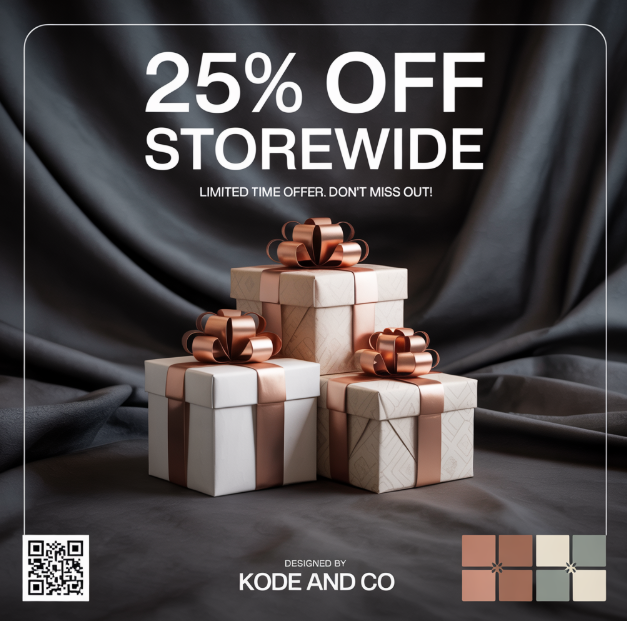 25% OFF
STOREWIDE
LIMITED TIME OFFER. DON'T MISS OUT!
DESIGNED BY
KODE AND CO